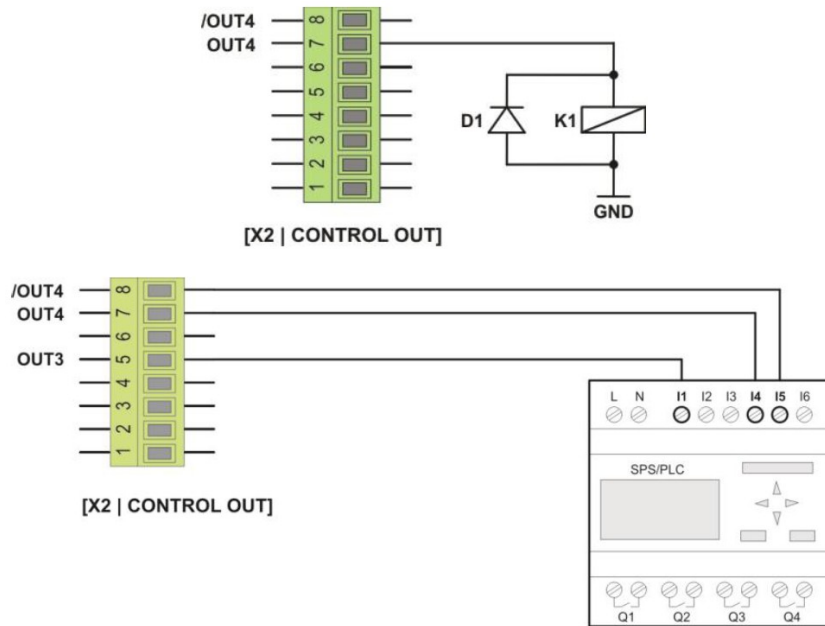 /OUT4 8
OUT4 7
6
5
D1 K1
4
3
2
1
GND
[X2 | CONTROL OUT]
/OUT4 8
OUT4 7
6
OUT3 5
4
3
2
1
L N I1 I2 I3 I4 I5 I6
SPS/PLC
[X2 | CONTROL OUT]
Q1 Q2 Q3 Q4